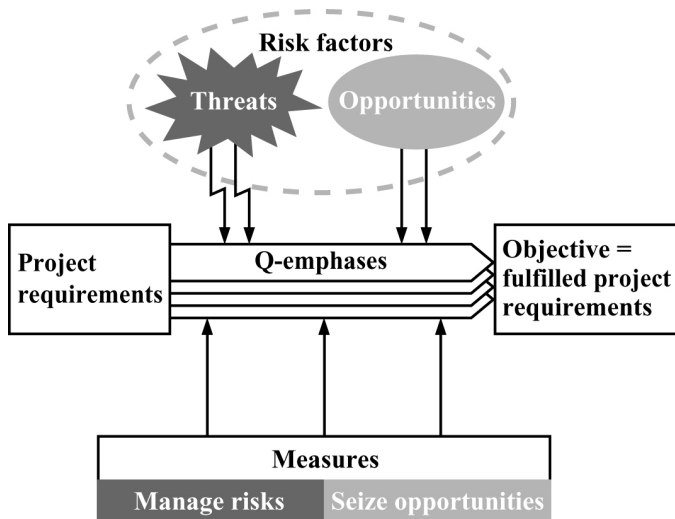 Risk factors
Threats
Opportunities
Project
requirements
Q-emphases
Objective =
fulfilled project
requirements
Measures
Manage risks
Seize opportunities